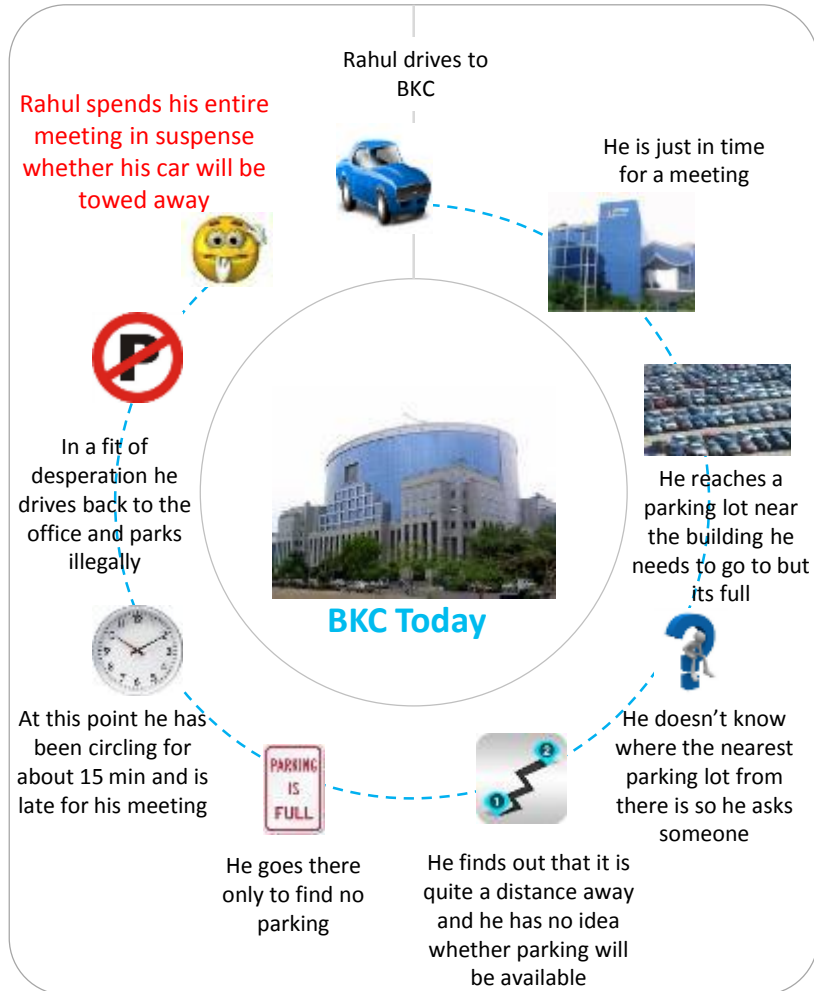 Rahul drives to
BKC
He is just in time
for a meeting
He reaches a
parking lot near
the building he
needs to go to but
its full
He doesn’t know
where the nearest
parking lot from
there is so he asks
someone
He finds out that it is
quite a distance away
and he has no idea
whether parking will
be available
PARKING
IS
FULL
He goes there
only to find no
parking
At this point he has
been circling for
about 15 min and is
late for his meeting
In a fit of
desperation he
drives back to the
office and parks
illegally
P
Rahul spends his entire
meeting in suspense
whether his car will be
towed away
BKC Today
1
2